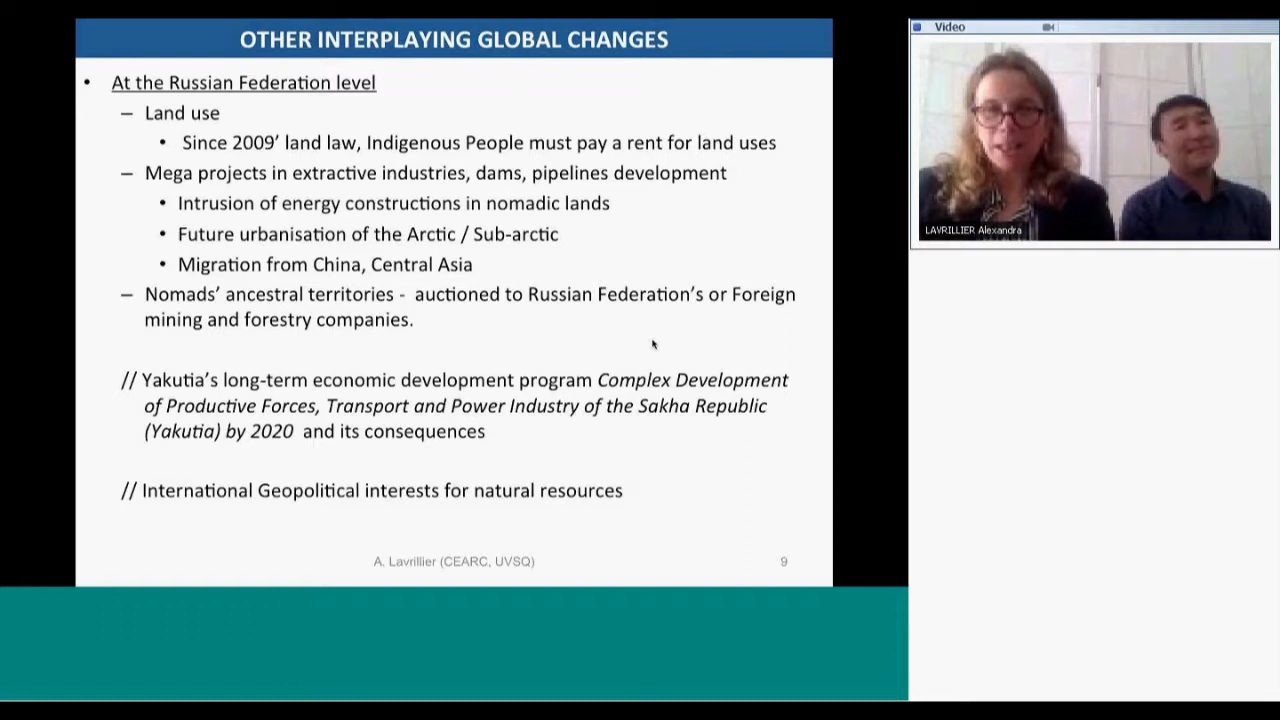 OTHER INTERPLAYING GLOBAL CHANGES
• At the Russian Federation level
– Land use
• Since 2009’ land law, Indigenous People must pay a rent for land uses
– Mega projects in extractive industries, dams, pipelines development
• Intrusion of energy constructions in nomadic lands
• Future urbanisation of the Arctic / Sub-arctic
• Migration from China, Central Asia
– Nomads’ ancestral territories - auctioned to Russian Federation’s or Foreign
mining and forestry companies.
// Yakutia’s long-term economic development program Complex Development
of Productive Forces, Transport and Power Industry of the Sakha Republic
(Yakutia) by 2020 and its consequences
// International Geopolitical interests for natural resources
A. Lavrillier (CEARC, UVSQ)
9
Video
LAVRILLIER Alexandra